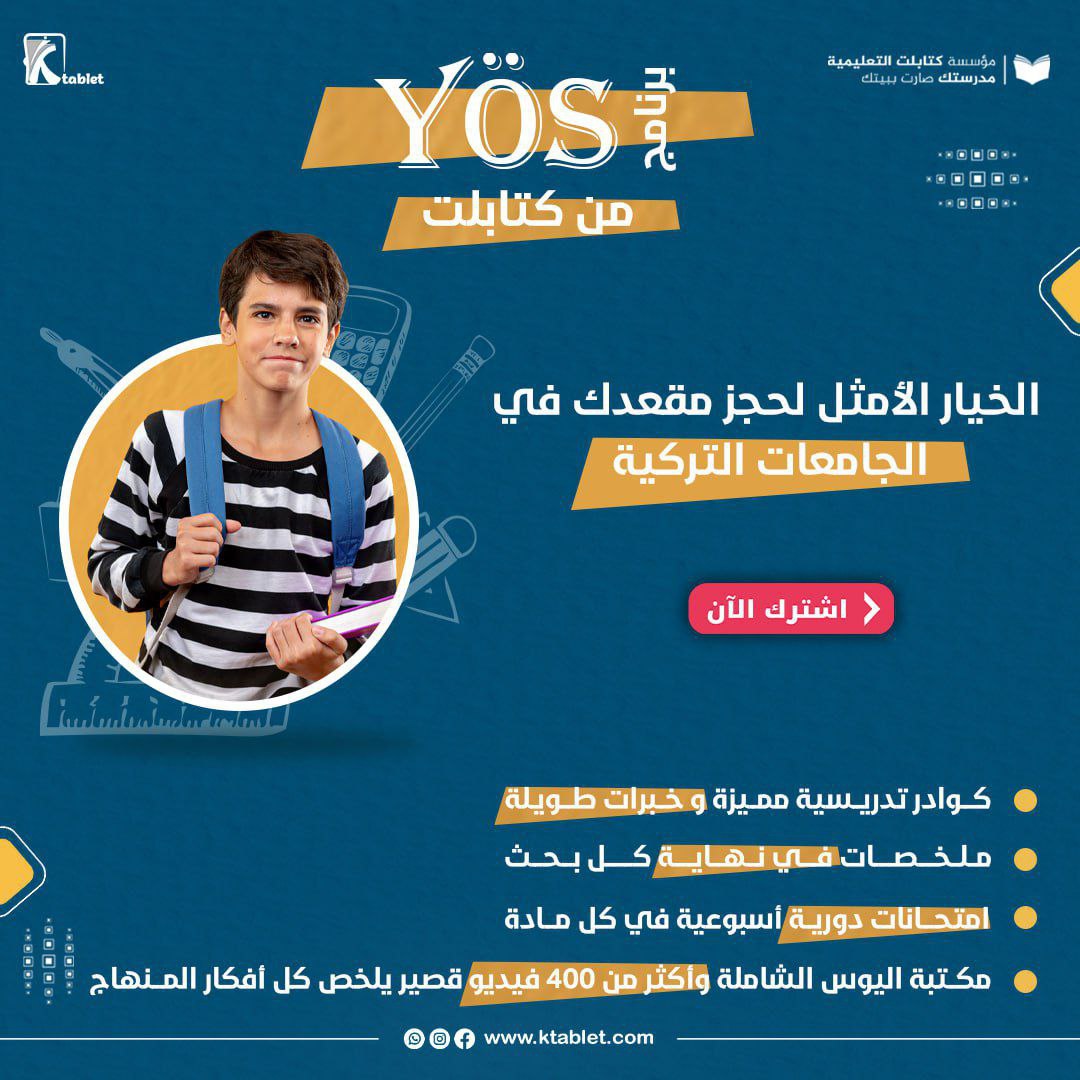 Ktablet
مؤسسة كتابلت التعليمية
مدرستك صارت ببيتك
برنامج YÖS
من كتابلت
الخيار الأمثل لحجز مقعدك في
الجامعات التركية
اشترك الآن
كوادر تدريسية مميزة و خبرات طويلة
ملخصات في نهاية كل بحث
امتحانات دورية أسبوعية في كل مادة
مكتبة اليوس الشاملة وأكثر من 400 فيديو قصير يلخص كل أفكار المنهاج
www.ktablet.com